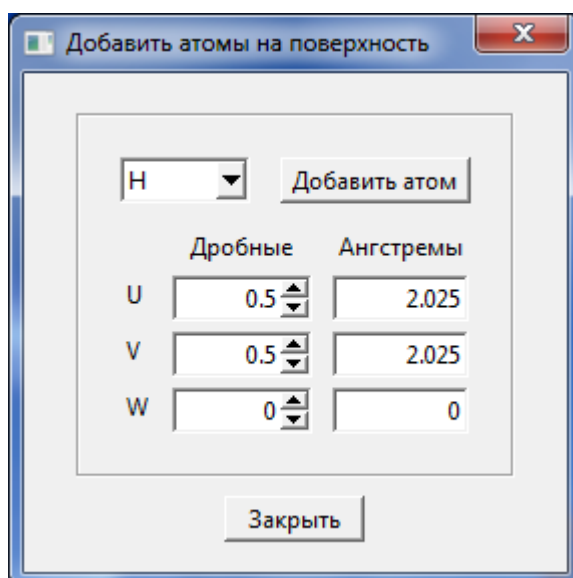 Добавить атомы на поверхность
H Добавить атом
Дробные Ангстремы
U 0.5 2.025
V 0.5 2.025
W 0 0
Закрыть